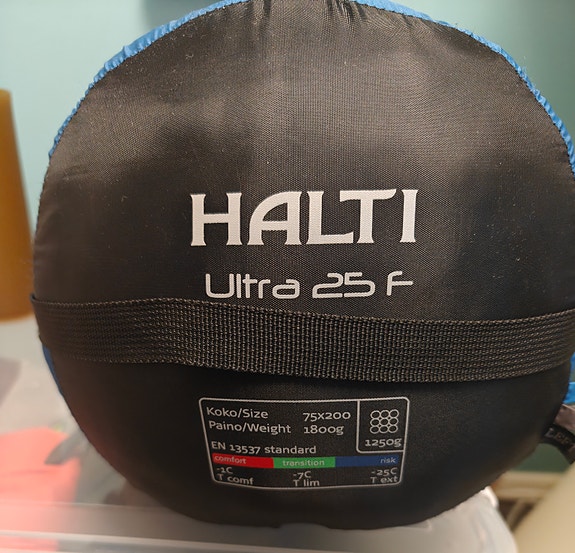 HALTI
Ultra 25 F
Koko/Size 75X200
Paino/Weight 1800g
1250g
EN 13537 standard
comfort transition risk
-1C -7C -25C
T comf T lim T ext